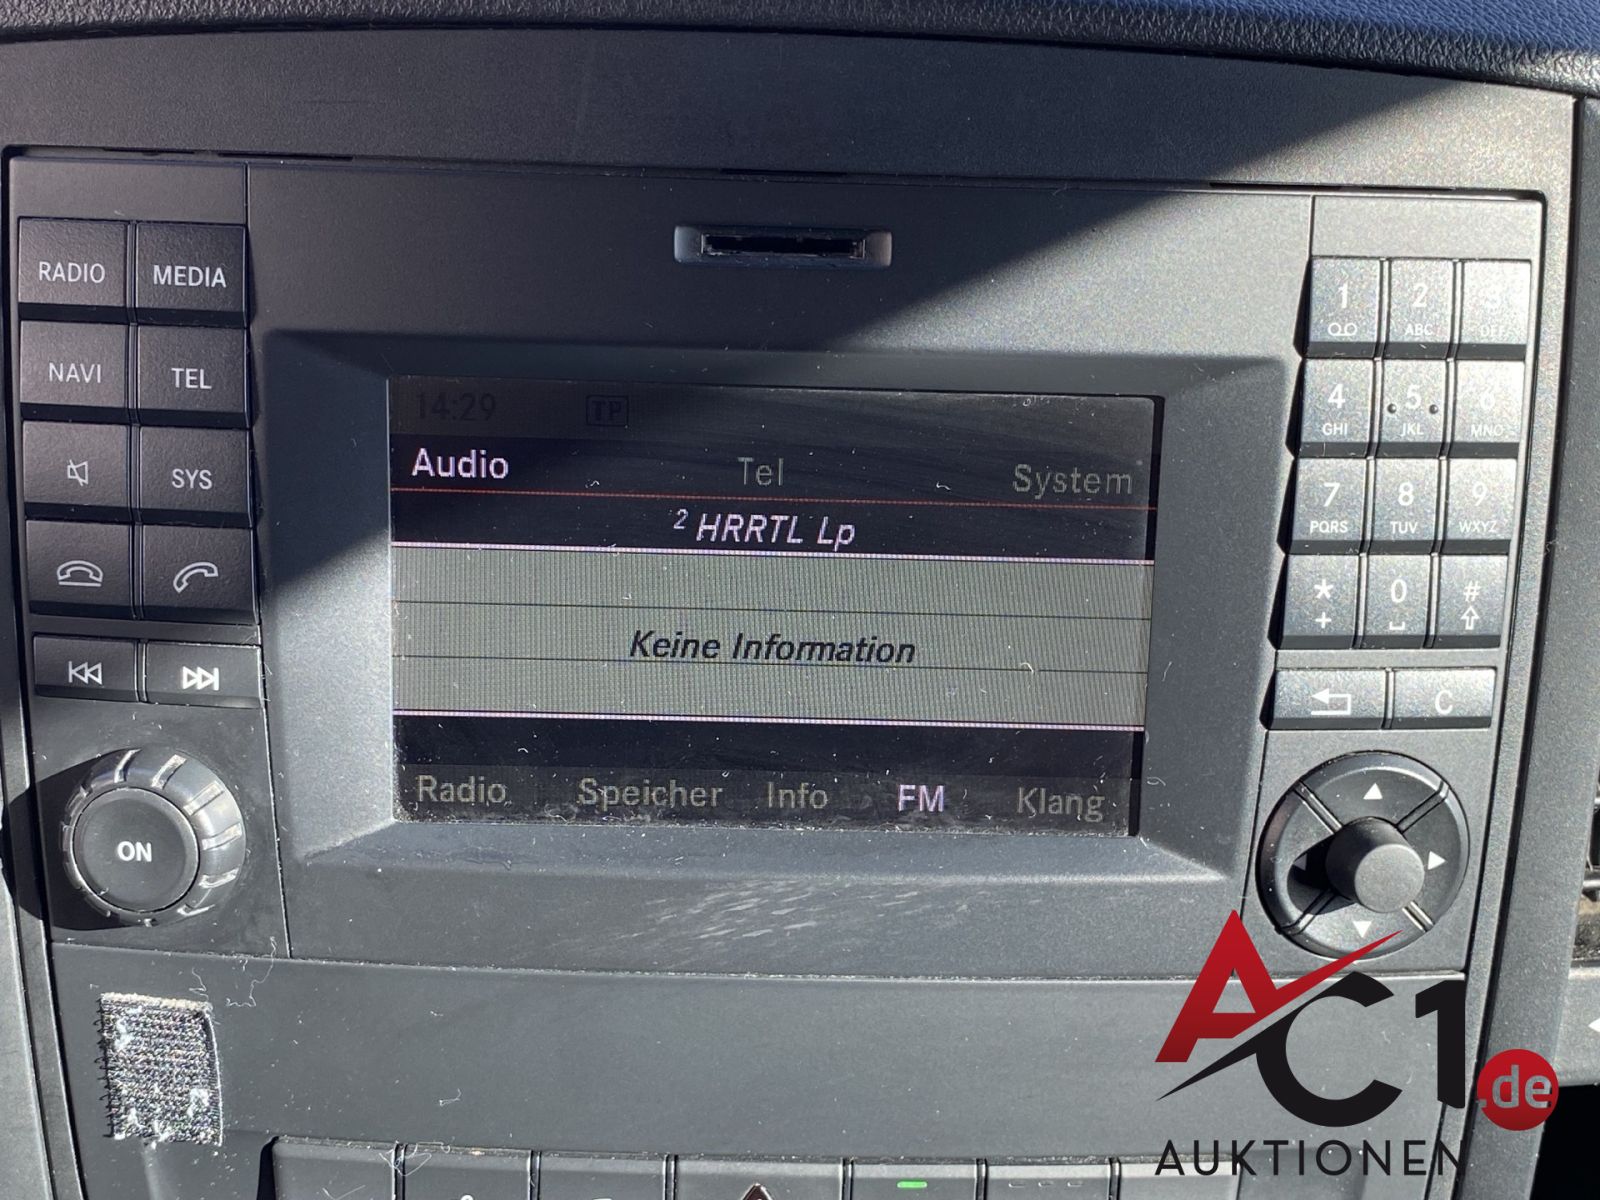 RADIO MEDIA
NAVI TEL
SYS
ON
14:29 TP
Audio Tel System
2 HRRTL Lp
Keine Information
Radio Speicher Info FM Klang
1 2 3
ABC DEF
4 5 6
GHI JKL MNO
7 8 9
PQRS TUV WXYZ
* 0 #
+
C
AC1.de
AUKTIONEN